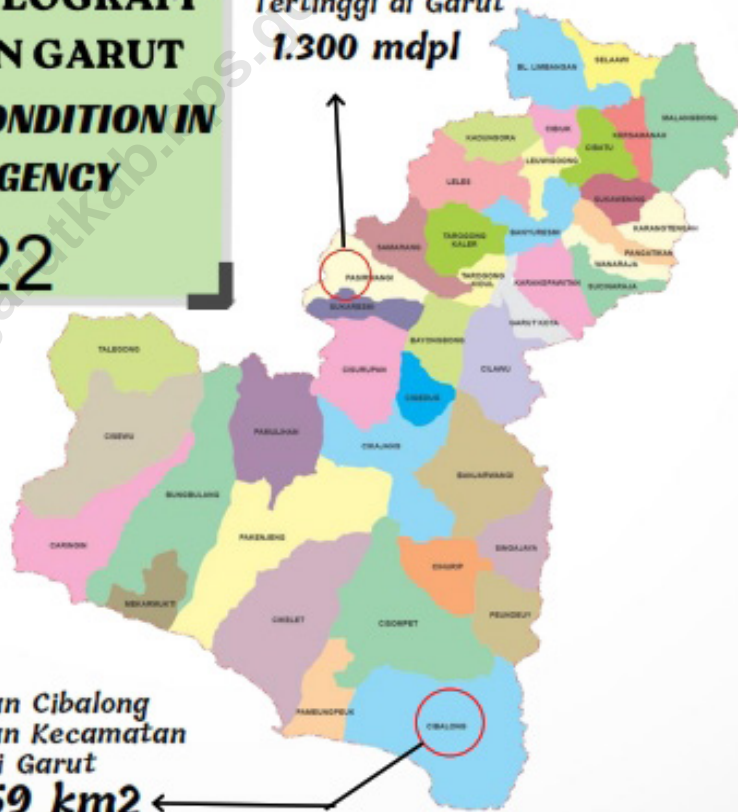 N GARUT
ONDITION IN
GENCY
22
Tertinggi di Garut
1.300 mdpl
BL. LIMBANGAN
SELAAWI
MALANGBONG
CIBIUK
KERSAMANAH
CIBATU
KADUNGORA
LEUWIGOONG
LELES
SUKAWENING
KARANGTENGAH
BANYURESMI
TAROGONG
KALER
SAMARANG
PANGATIKAN
WANARAJA
TAROGONG
KIDUL
KARANGPAWITAN
SUCINARAJA
PASIRWANGI
SUKARESMI
GARUT KOTA
BAYONGBONG
TALEGONG
CISURUPAN
CILAWU
CIGEDUG
CISEWU
PAMULIHAN
CIKAJANG
BANJARWANGI
BUNGBULANG
PAKENJENG
CARINGIN
SINGAJAYA
CIHURIP
MEKARMUKTI
PEUNDEUY
CIKELET
CISOMPET
PAMEUNGPEUK
CIBALONG
an Cibalong
an Kecamatan
i Garut
59 km2